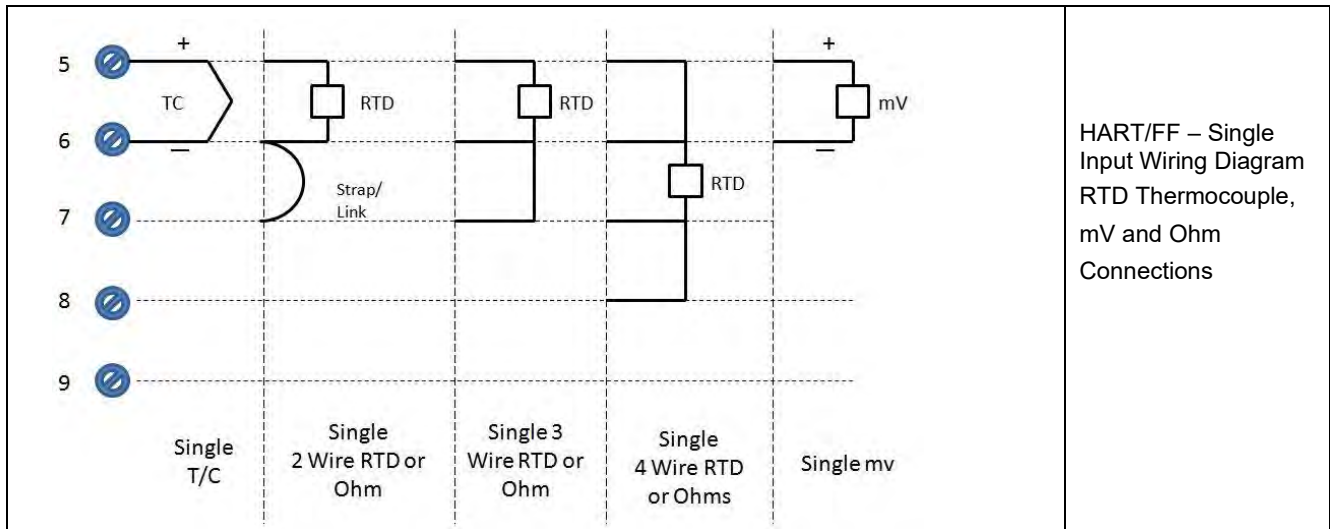 +
+
5
TC
RTD
RTD
mV
6
—
—
RTD
Strap/
Link
7
8
9
Single
T/C
Single
2 Wire RTD or
Ohm
Single 3
Wire RTD or
Ohm
Single
4 Wire RTD
or Ohms
Single mv
HART/FF – Single
Input Wiring Diagram
RTD Thermocouple,
mV and Ohm
Connections